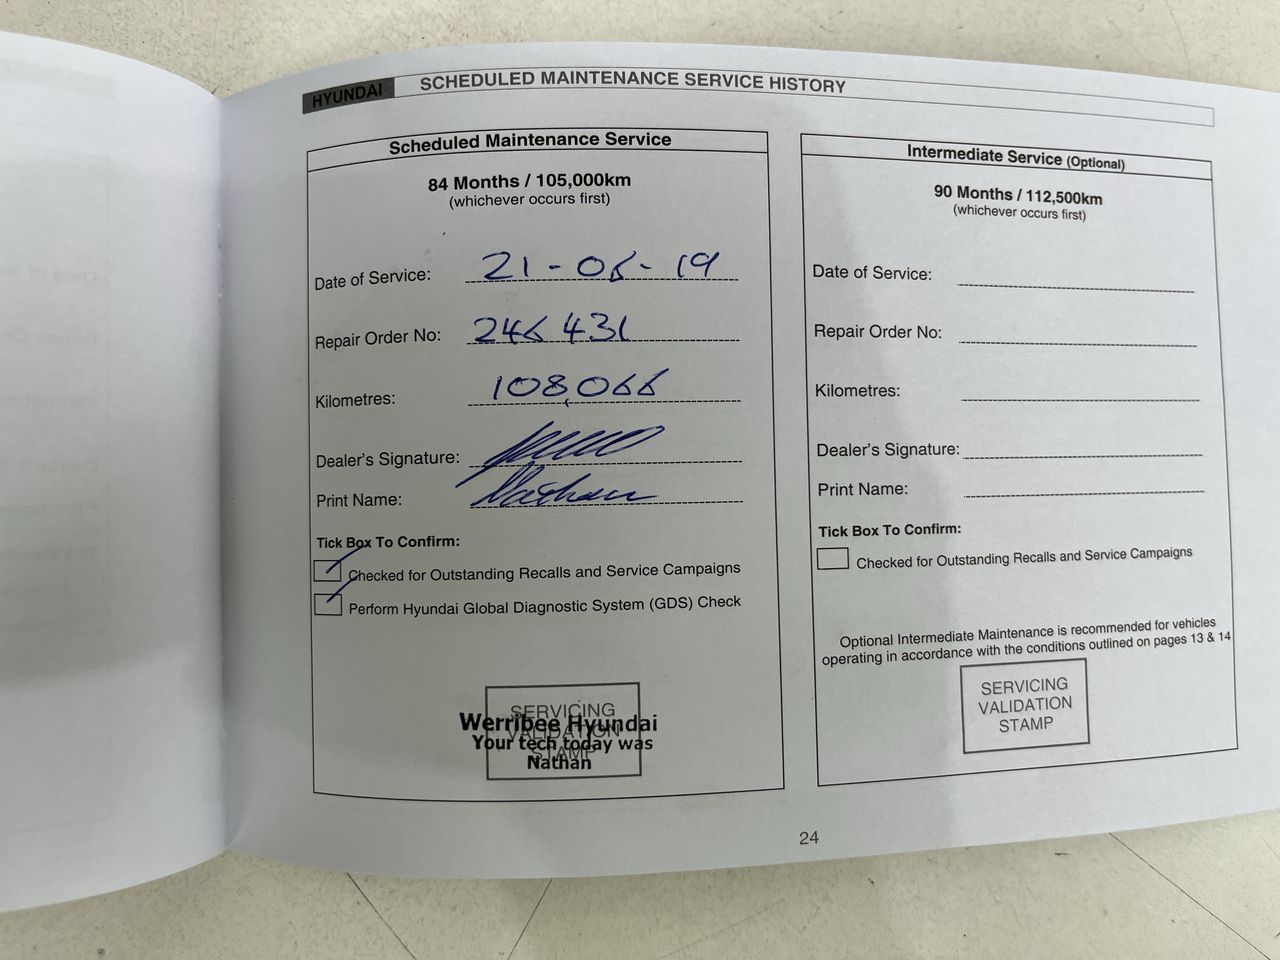 HYUNDAI SCHEDULED MAINTENANCE SERVICE HISTORY
Scheduled Maintenance Service
84 Months / 105,000km
(whichever occurs first)
Date of Service: 21-06-19
Repair Order No: 246431
Kilometres: 108,066
Dealer's Signature:
Print Name: Nathan
Tick Box To Confirm:
Checked for Outstanding Recalls and Service Campaigns
Perform Hyundai Global Diagnostic System (GDS) Check
SERVICING
VALIDATION
STAMP
Werribee Hyundai
Your tech today was
Nathan
Intermediate Service (Optional)
90 Months / 112,500km
(whichever occurs first)
Date of Service:
Repair Order No:
Kilometres:
Dealer's Signature:
Print Name:
Tick Box To Confirm:
Checked for Outstanding Recalls and Service Campaigns
Optional Intermediate Maintenance is recommended for vehicles
operating in accordance with the conditions outlined on pages 13 & 14
SERVICING
VALIDATION
STAMP
24